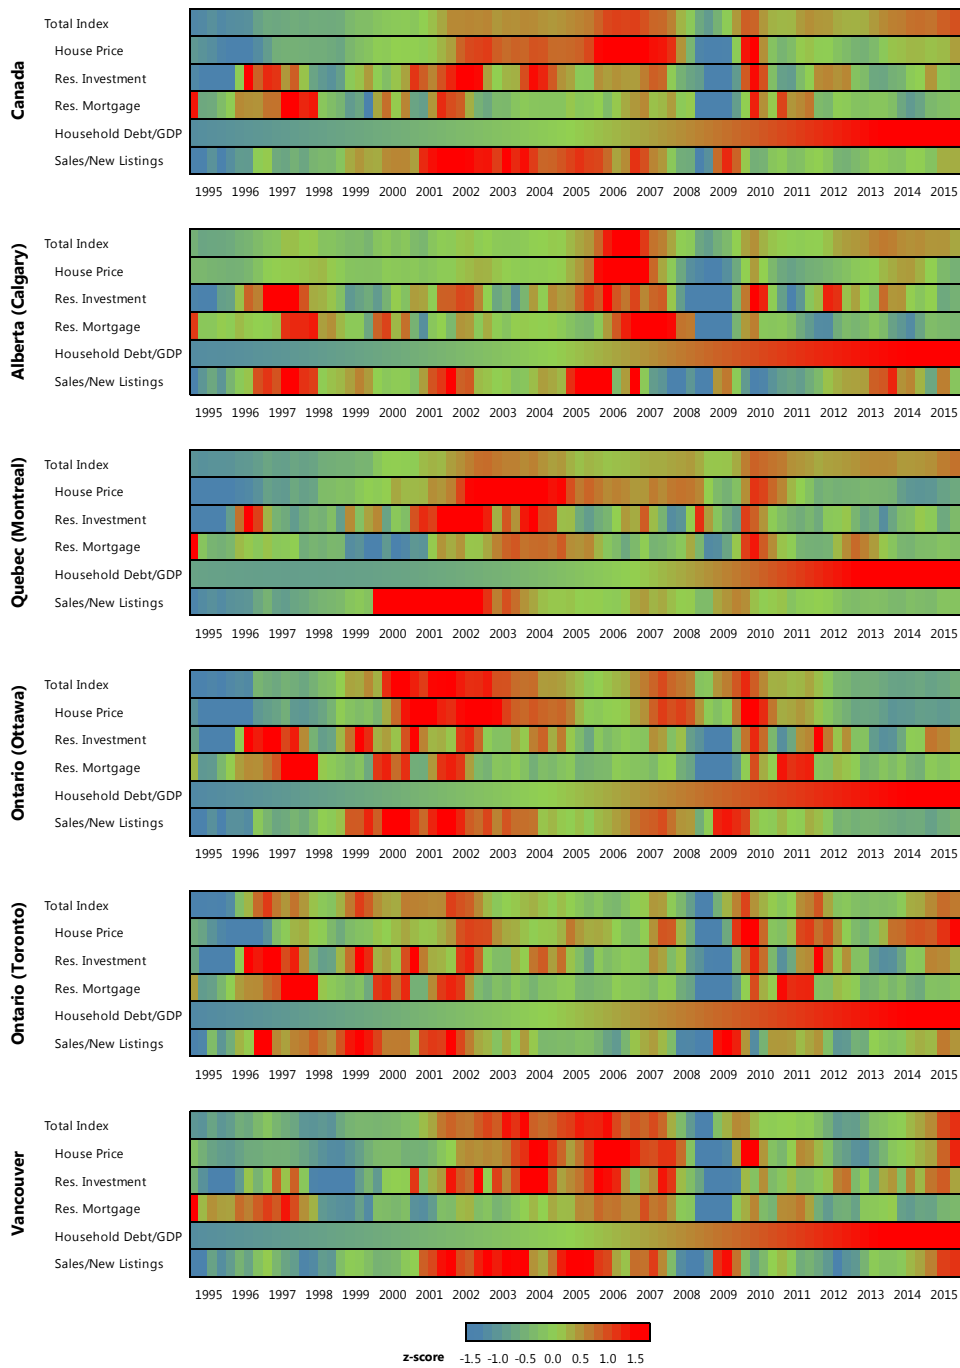 Canada
Total Index
House Price
Res. Investment
Res. Mortgage
Household Debt/GDP
Sales/New Listings
1995 1996 1997 1998 1999 2000 2001 2002 2003 2004 2005 2006 2007 2008 2009 2010 2011 2012 2013 2014 2015
Alberta (Calgary)
Total Index
House Price
Res. Investment
Res. Mortgage
Household Debt/GDP
Sales/New Listings
1995 1996 1997 1998 1999 2000 2001 2002 2003 2004 2005 2006 2007 2008 2009 2010 2011 2012 2013 2014 2015
Quebec (Montreal)
Total Index
House Price
Res. Investment
Res. Mortgage
Household Debt/GDP
Sales/New Listings
1995 1996 1997 1998 1999 2000 2001 2002 2003 2004 2005 2006 2007 2008 2009 2010 2011 2012 2013 2014 2015
Ontario (Ottawa)
Total Index
House Price
Res. Investment
Res. Mortgage
Household Debt/GDP
Sales/New Listings
1995 1996 1997 1998 1999 2000 2001 2002 2003 2004 2005 2006 2007 2008 2009 2010 2011 2012 2013 2014 2015
Ontario (Toronto)
Total Index
House Price
Res. Investment
Res. Mortgage
Household Debt/GDP
Sales/New Listings
1995 1996 1997 1998 1999 2000 2001 2002 2003 2004 2005 2006 2007 2008 2009 2010 2011 2012 2013 2014 2015
Vancouver
Total Index
House Price
Res. Investment
Res. Mortgage
Household Debt/GDP
Sales/New Listings
1995 1996 1997 1998 1999 2000 2001 2002 2003 2004 2005 2006 2007 2008 2009 2010 2011 2012 2013 2014 2015
z-score -1.5 -1.0 -0.5 0.0 0.5 1.0 1.5